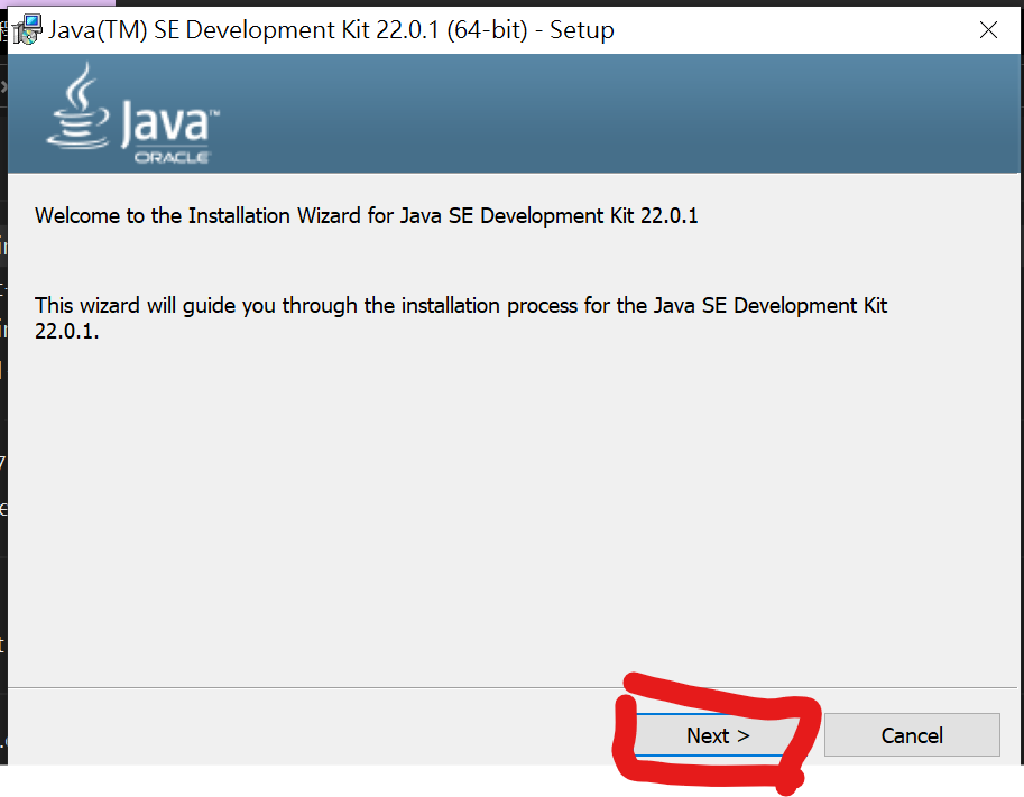 Java(TM) SE Development Kit 22.0.1 (64-bit) - Setup
Java™
ORACLE
Welcome to the Installation Wizard for Java SE Development Kit 22.0.1
This wizard will guide you through the installation process for the Java SE Development Kit
22.0.1.
Next >
Cancel